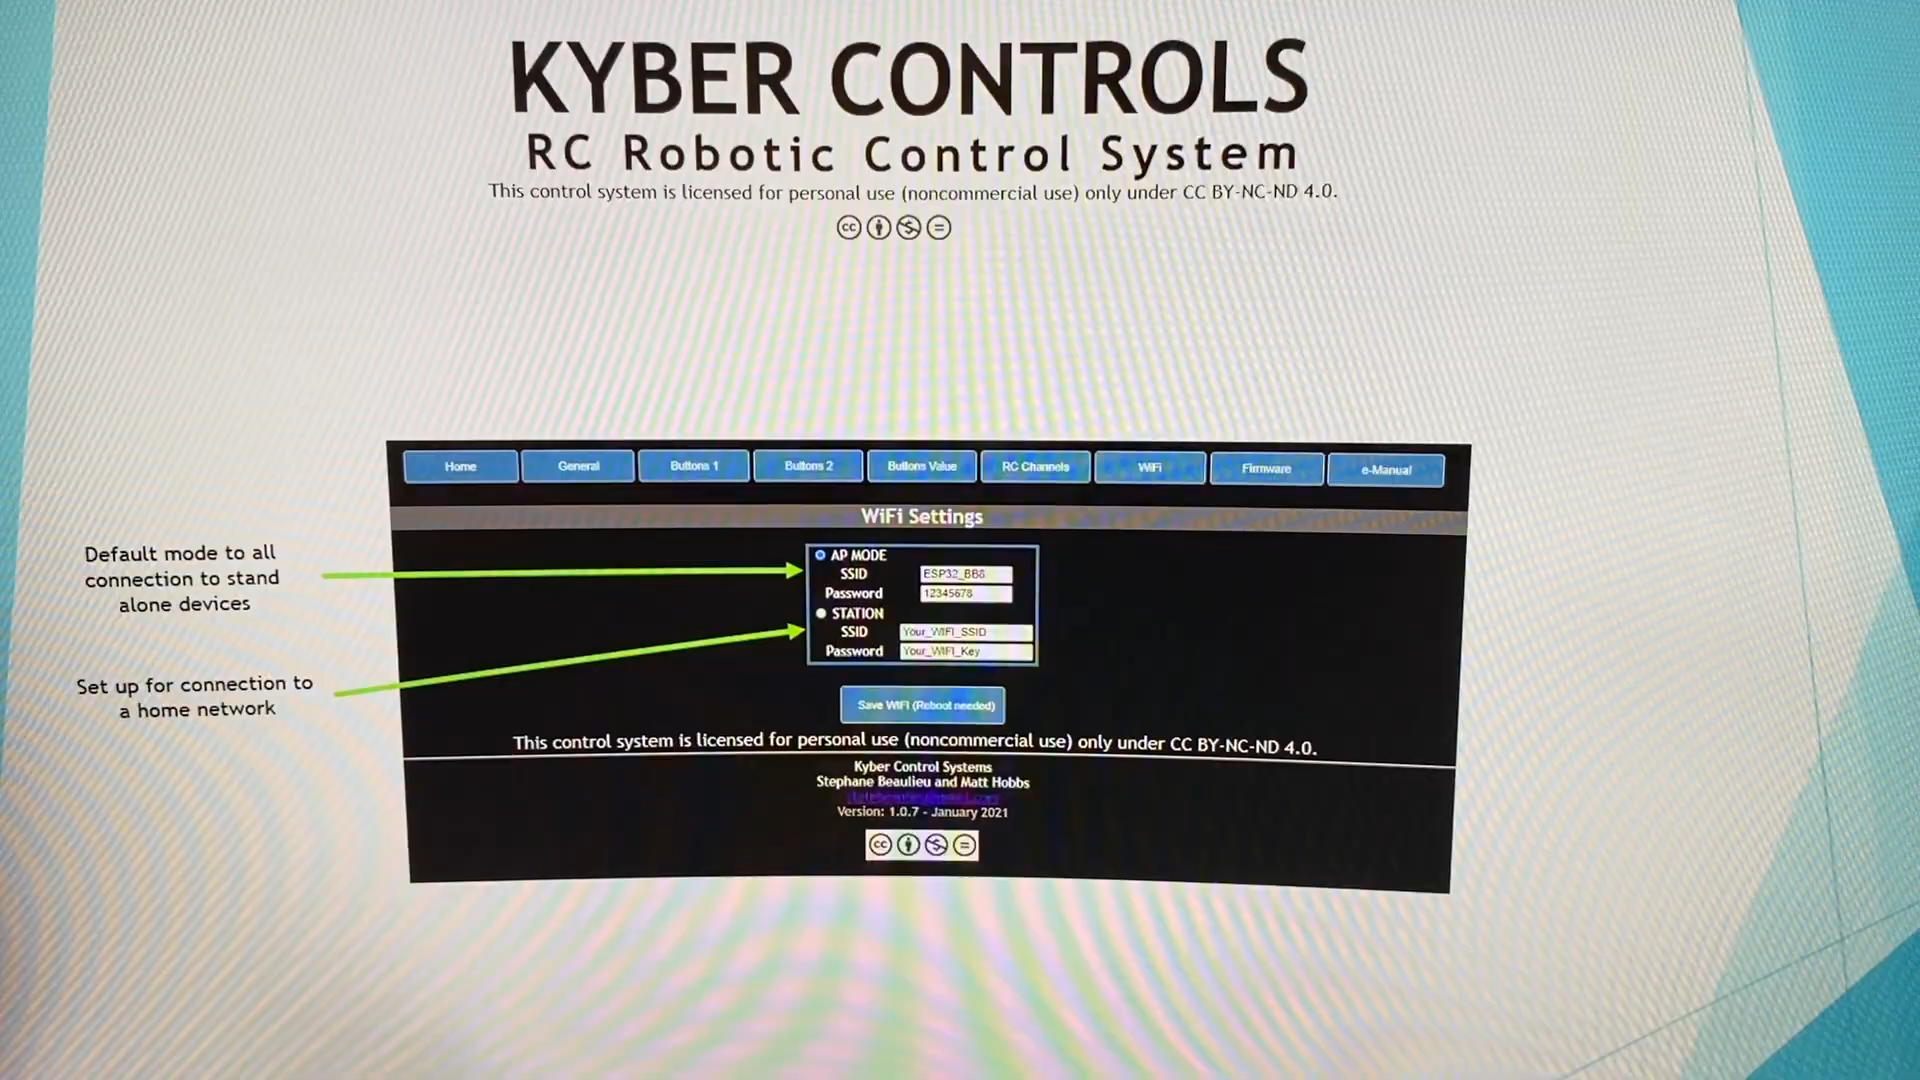 KYBER CONTROLS
RC Robotic Control System
This control system is licensed for personal use (noncommercial use) only under CC BY-NC-ND 4.0.
cc
Home General Buttons 1 Buttons 2 Buttons Value RC Channels WiFi Firmware e-Manual
WiFi Settings
Default mode to all
connection to stand
alone devices
AP MODE
SSID ESP32_BB8
Password 12345678
STATION
SSID Your_WIFI_SSID
Password Your_WIFI_Key
Set up for connection to
a home network
Save WIFI (Reboot needed)
This control system is licensed for personal use (noncommercial use) only under CC BY-NC-ND 4.0.
Kyber Control Systems
Stephane Beaulieu and Matt Hobbs
Version: 1.0.7 - January 2021
cc